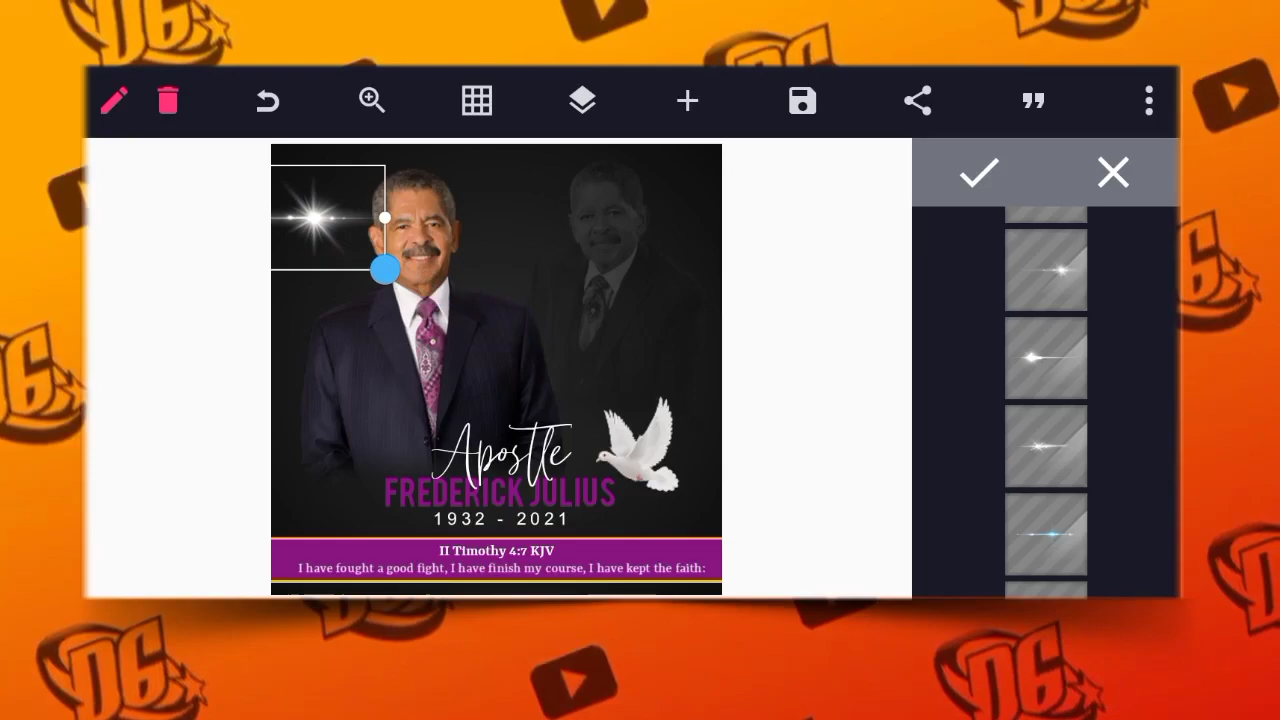 Apostle
FREDERICK JULIUS
1932 - 2021
II Timothy 4:7 KJV
I have fought a good fight, I have finish my course, I have kept the faith: